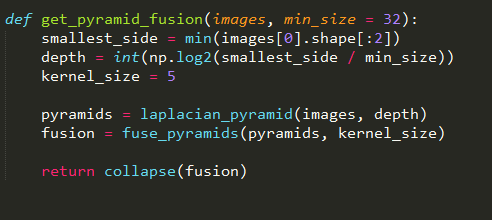 def get_pyramid_fusion(images, min_size = 32):
    smallest_side = min(images[0].shape[:2])
    depth = int(np.log2(smallest_side / min_size))
    kernel_size = 5

    pyramids = laplacian_pyramid(images, depth)
    fusion = fuse_pyramids(pyramids, kernel_size)

    return collapse(fusion)